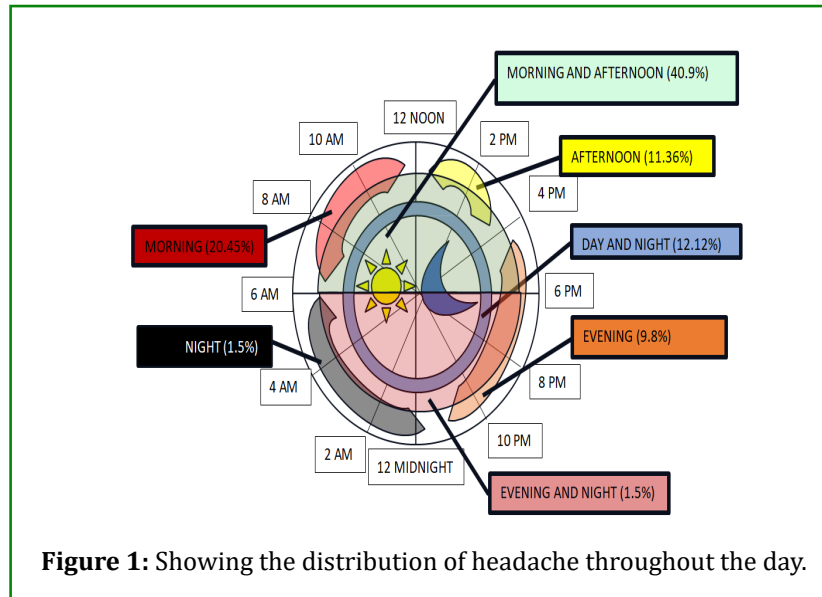 MORNING AND AFTERNOON (40.9%)
12 NOON
10 AM
2 PM
AFTERNOON (11.36%)
8 AM
4 PM
MORNING (20.45%)
DAY AND NIGHT (12.12%)
6 AM
6 PM
NIGHT (1.5%)
EVENING (9.8%)
4 AM
8 PM
2 AM
10 PM
12 MIDNIGHT
EVENING AND NIGHT (1.5%)
Figure 1: Showing the distribution of headache throughout the day.